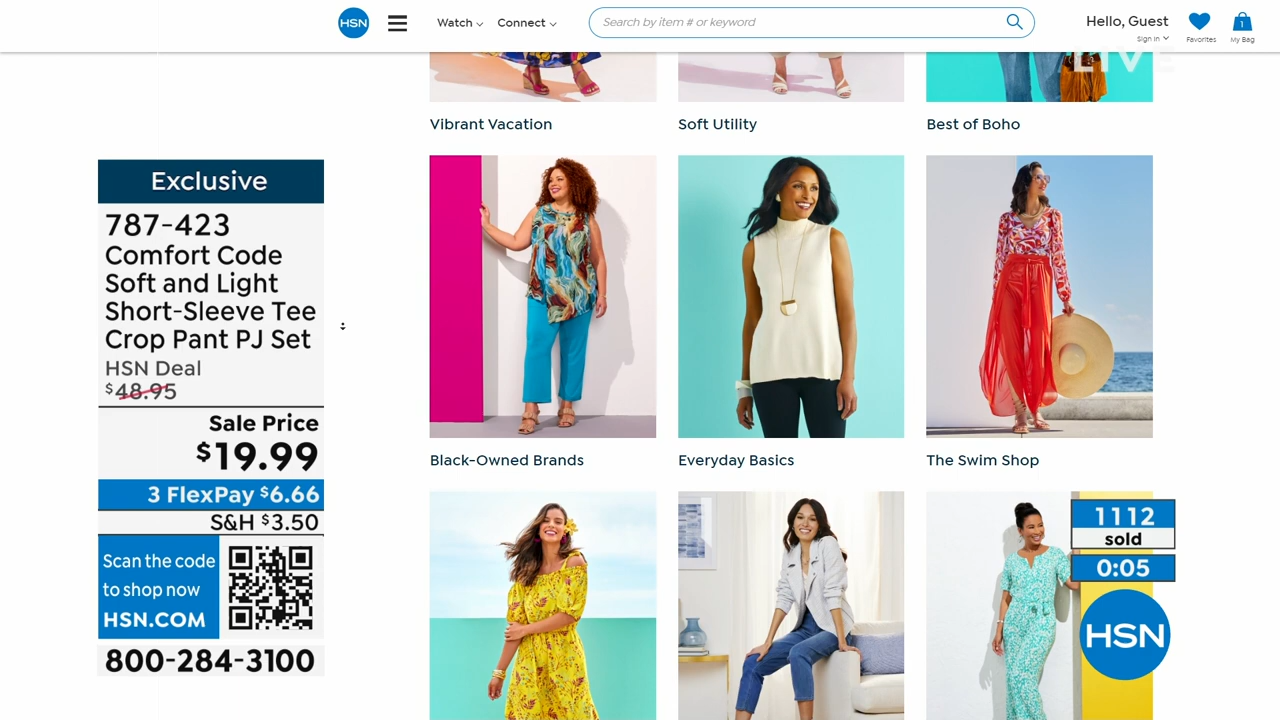 HSN
Watch
Connect
Search by item # or keyword
Hello, Guest
Sign In
Favorites
1
My Bag
LIVE
Vibrant Vacation
Soft Utility
Best of Boho
Exclusive
787-423
Comfort Code
Soft and Light
Short-Sleeve Tee
Crop Pant PJ Set
HSN Deal
$48.95
Sale Price
$19.99
3 FlexPay $6.66
S&H $3.50
Scan the code
to shop now
HSN.COM
800-284-3100
Black-Owned Brands
Everyday Basics
The Swim Shop
1112
sold
0:05
HSN